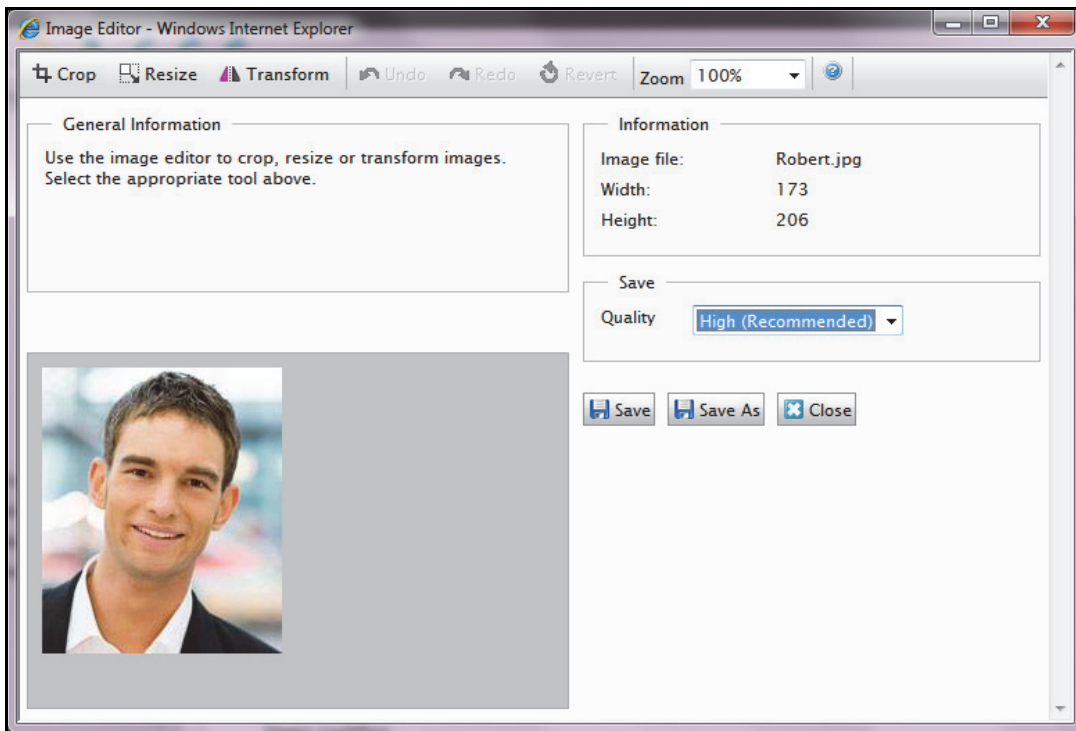 Image Editor - Windows Internet Explorer
Crop Resize Transform Undo Redo Revert Zoom 100%
General Information
Use the image editor to crop, resize or transform images.
Select the appropriate tool above.
Information
Image file: Robert.jpg
Width: 173
Height: 206
Save
Quality High (Recommended)
Save Save As Close